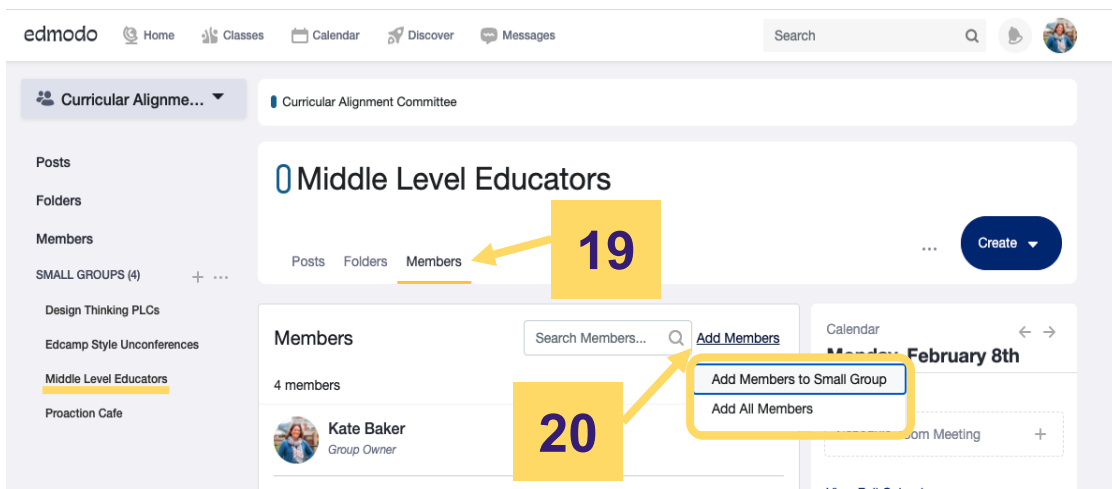 edmodo Home Classes Calendar Discover Messages Search
Curricular Alignme...
Curricular Alignment Committee
Posts
Folders
Members
SMALL GROUPS (4)
Design Thinking PLCs
Edcamp Style Unconferences
Middle Level Educators
Proaction Cafe
Middle Level Educators
Create
Posts Folders Members
19
Members
Search Members...
Add Members
4 members
Add Members to Small Group
Add All Members
20
Kate Baker
Group Owner
Calendar
Monday, February 8th
Meeting